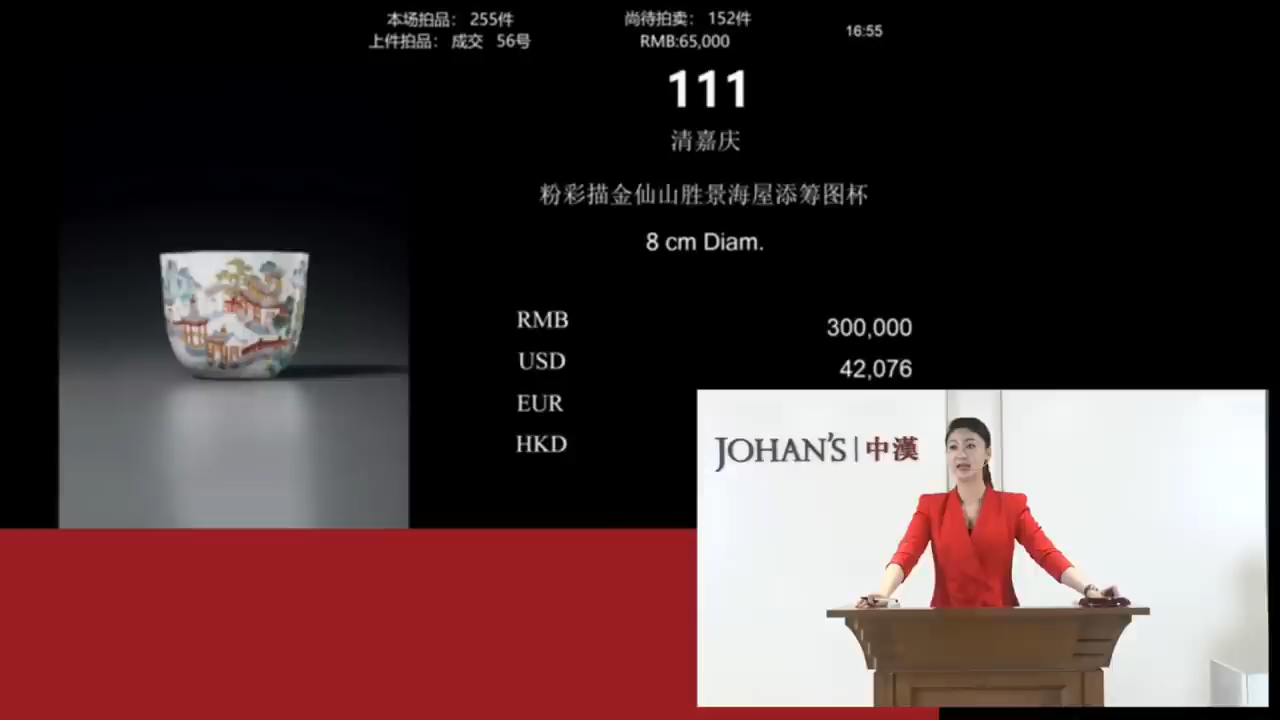 本场拍品： 255件
尚待拍卖： 152件
上件拍品： 成交 56号
RMB:65,000
16:55
111
清嘉庆
粉彩描金仙山胜景海屋添筹图杯
8 cm Diam.
RMB 300,000
USD 42,076
EUR
HKD
JOHAN'S|中漢